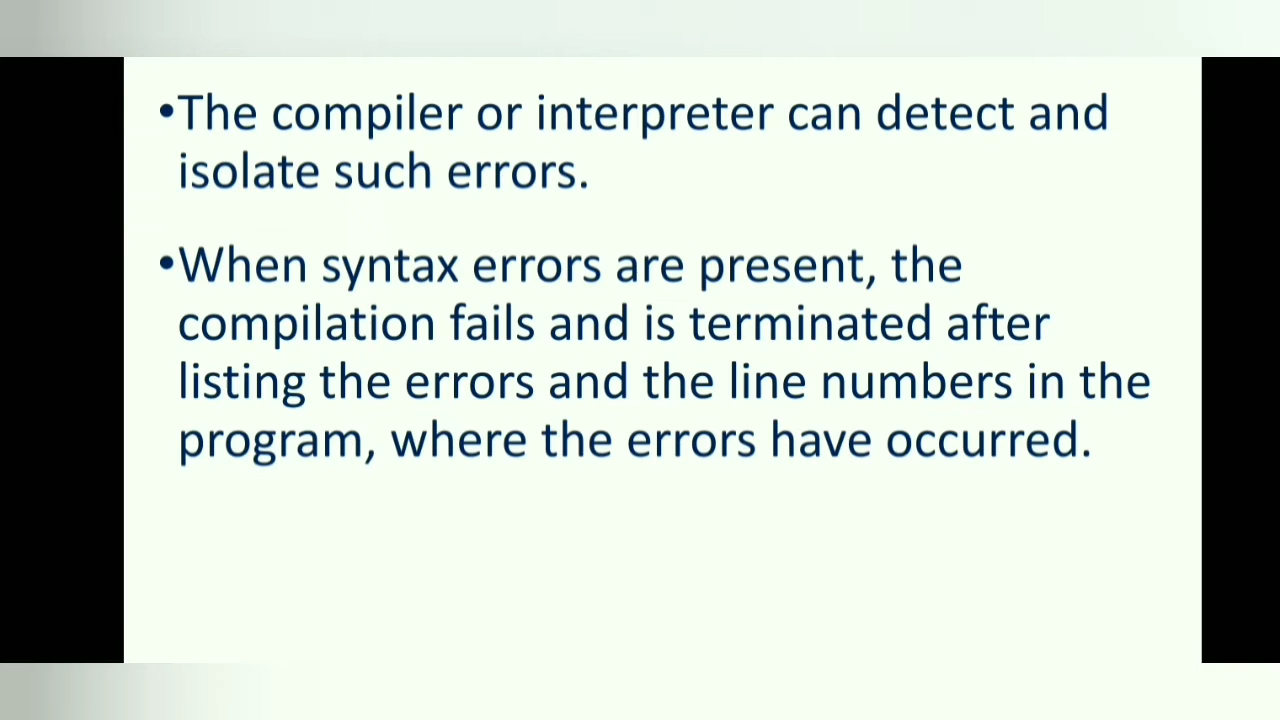 •The compiler or interpreter can detect and
isolate such errors.
•When syntax errors are present, the
compilation fails and is terminated after
listing the errors and the line numbers in the
program, where the errors have occurred.